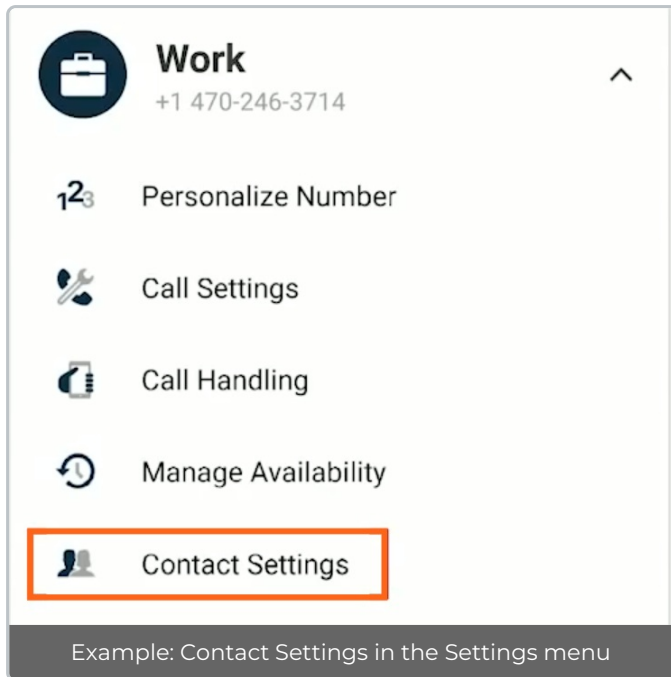 Work
+1 470-246-3714
123 Personalize Number
Call Settings
Call Handling
Manage Availability
Contact Settings
Example: Contact Settings in the Settings menu